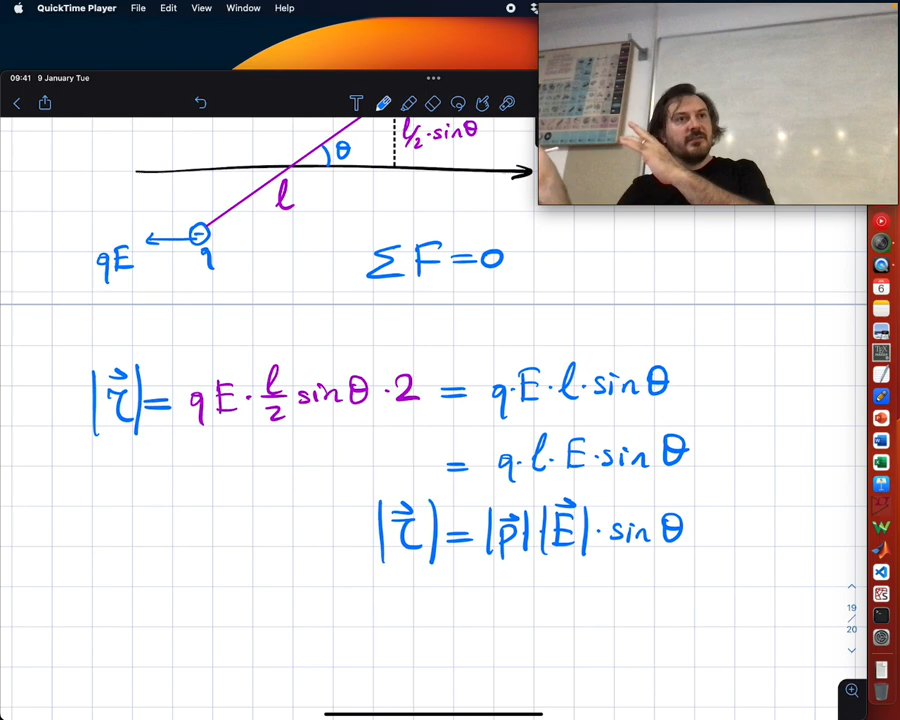 QuickTime Player File Edit View Window Help
09:41 9 January Tue
l/2·sinθ
θ
l
−
qE
q
ΣF=0
|τ⃗|= qE·l/2 sinθ·2 = q·E·l·sinθ
= q·l·E·sinθ
|τ⃗|=|p⃗||E⃗|·sinθ
19
/
20
6